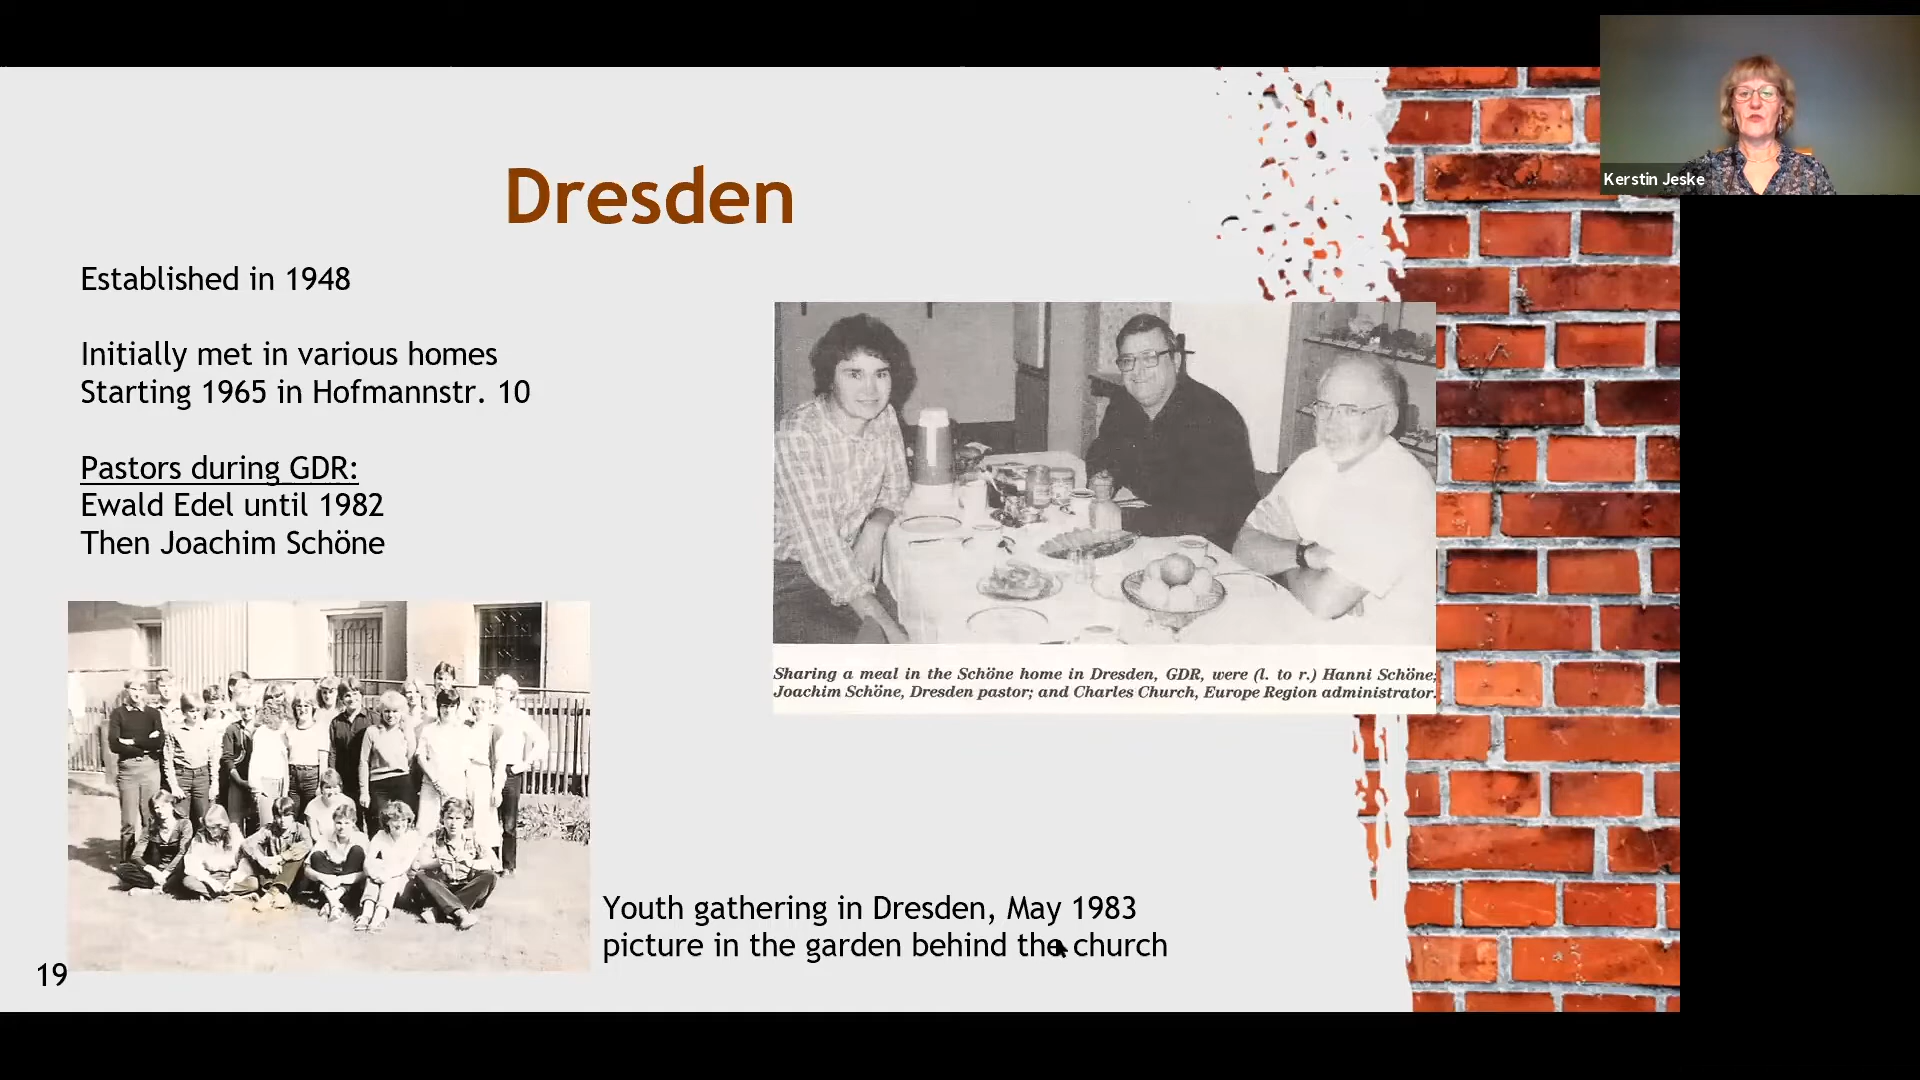 Kerstin Jeske
Dresden
Established in 1948
Initially met in various homes
Starting 1965 in Hofmannstr. 10
Pastors during GDR:
Ewald Edel until 1982
Then Joachim Schöne
Sharing a meal in the Schöne home in Dresden, GDR, were (l. to r.) Hanni Schöne;
Joachim Schöne, Dresden pastor; and Charles Church, Europe Region administrator.
Youth gathering in Dresden, May 1983
picture in the garden behind the church
19